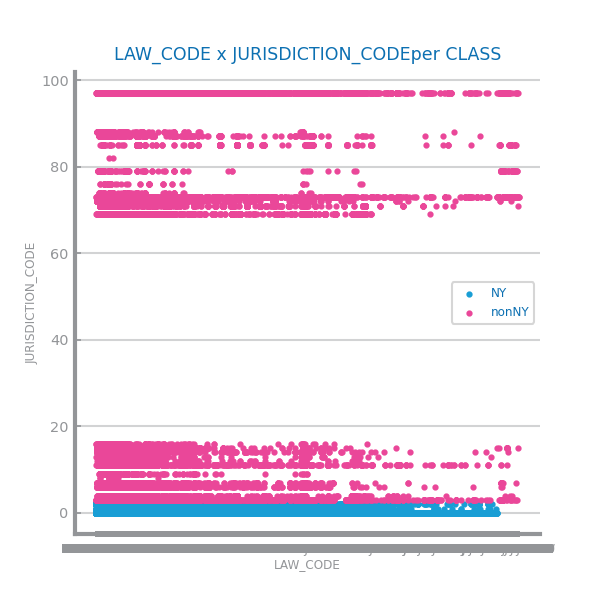 LAW_CODE x JURISDICTION_CODEper CLASS
100
80
60
40
20
0
JURISDICTION_CODE
NY
nonNY
LAW_CODE